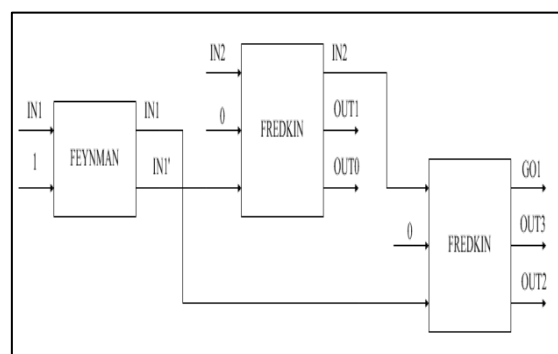 IN2 IN2
IN1 IN1 0 FREDKIN OUT1
1 FEYNMAN IN1' OUT0
GO1
0 FREDKIN OUT3
OUT2